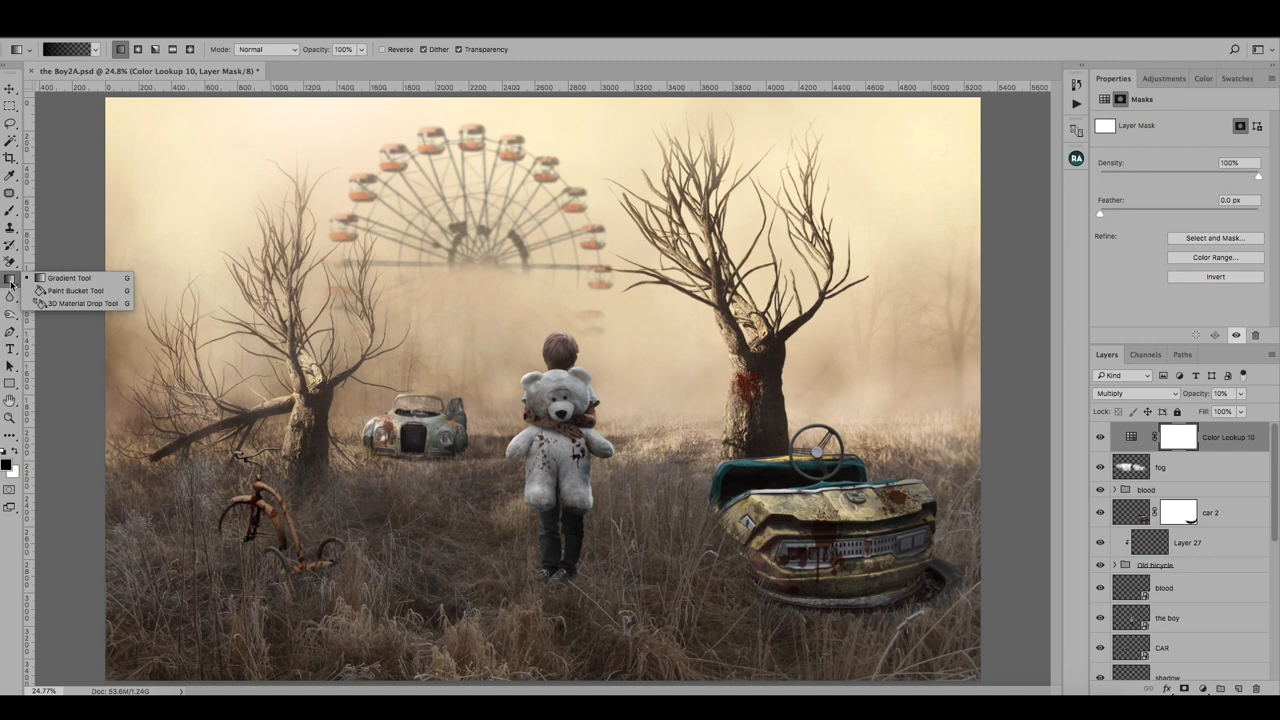 Mode: Normal Opacity: 100% Reverse Dither Transparency
the Boy2A.psd @ 24.8% (Color Lookup 10, Layer Mask/8) *
400 200 0 200 400 600 800 1000 1200 1400 1600 1800 2000 2200 2400 2600 2800 3000 3200 3400 3600 3800 4000 4200 4400 4600 4800 5000 5200 5400 5600
Gradient Tool G
Paint Bucket Tool G
3D Material Drop Tool G
Properties Adjustments Color Swatches
Masks
Layer Mask
RA
Density: 100%
Feather: 0.0 px
Refine: Select and Mask...
Color Range...
Invert
Layers Channels Paths
Kind
Multiply Opacity: 10%
Lock: Fill: 100%
Color Lookup 10
fog
blood
car 2
Layer 27
Old bicycle
blood
the boy
CAR
shadow
24.77% Doc: 53.6M/1.24G